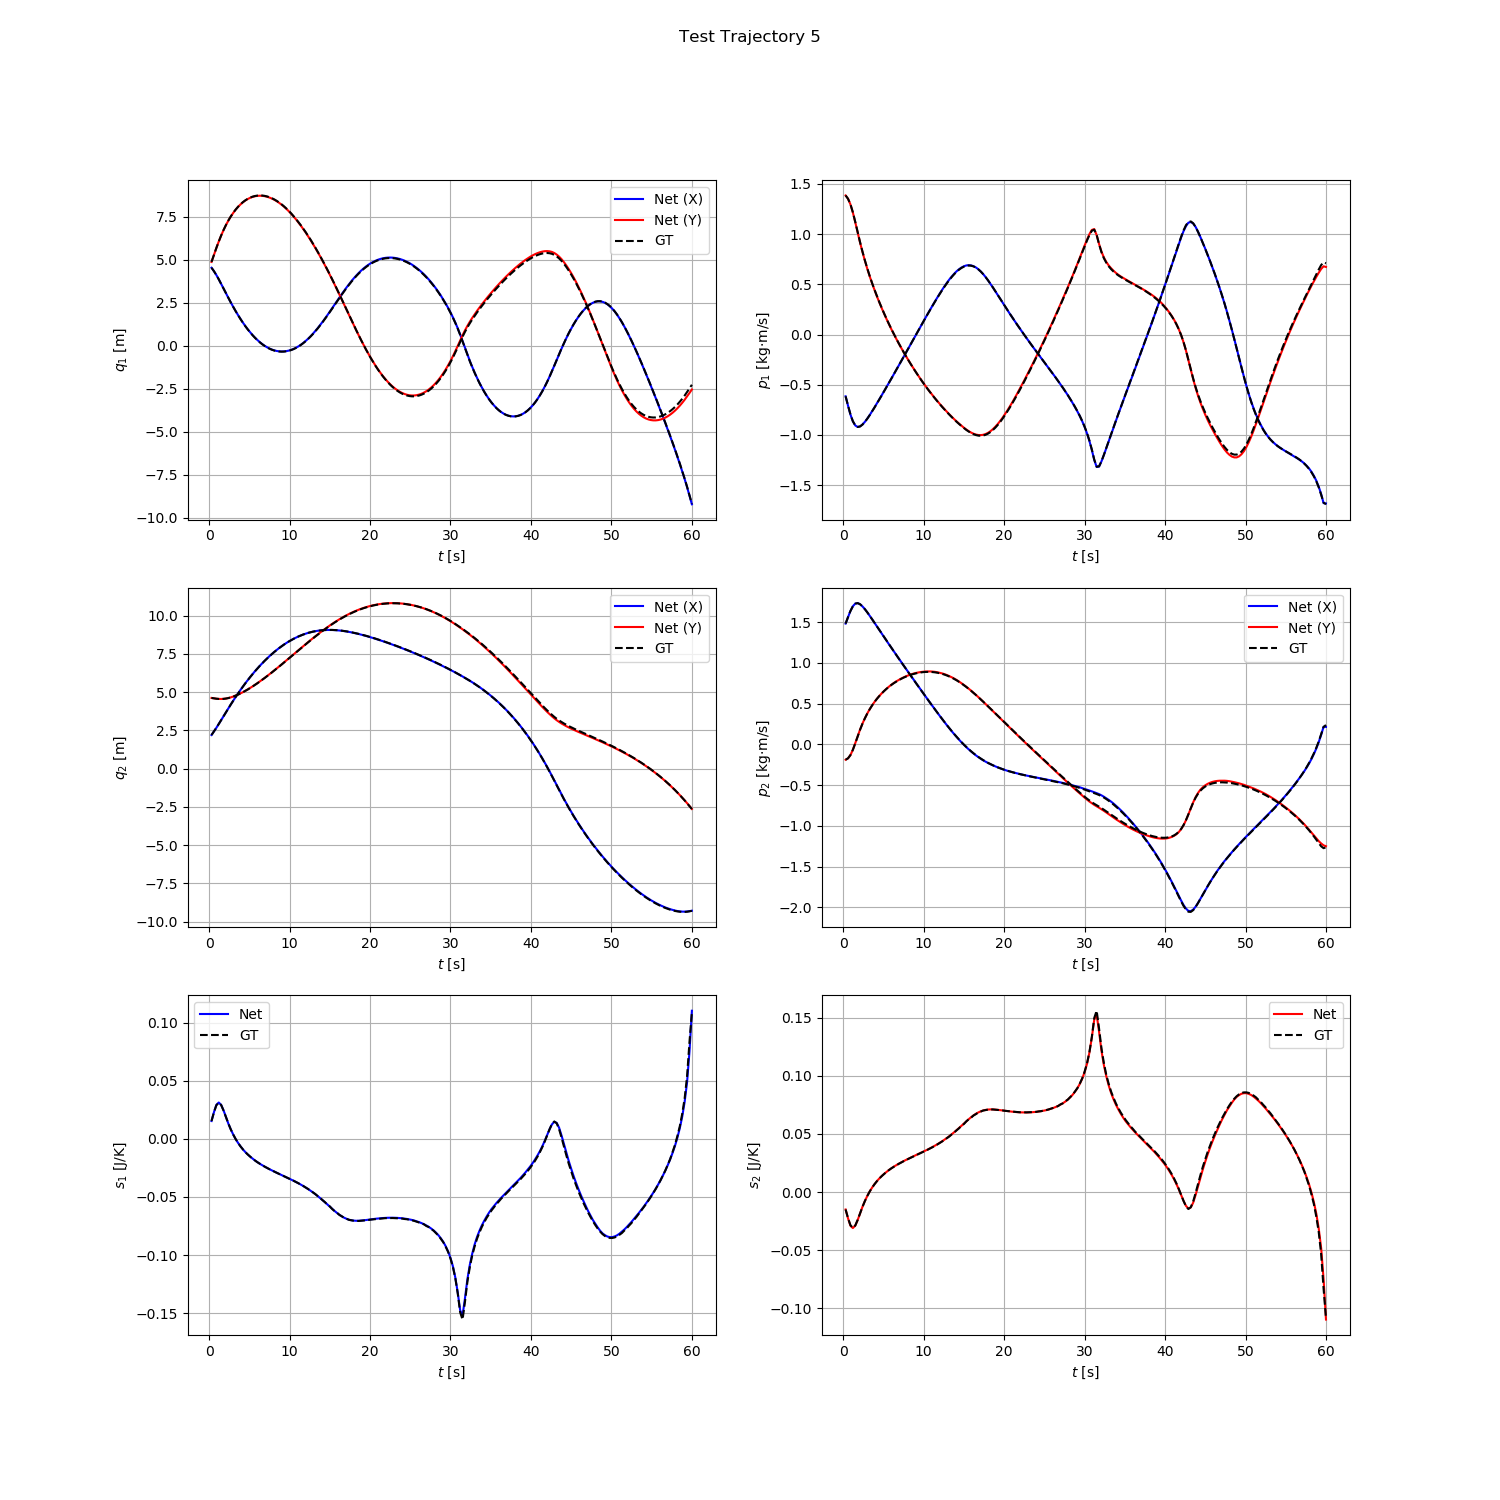 Test Trajectory 5
7.5
5.0
2.5
0.0
−2.5
−5.0
−7.5
−10.0
q1 [m]
Net (X)
Net (Y)
GT
0 10 20 30 40 50 60
t [s]
1.5
1.0
0.5
0.0
−0.5
−1.0
−1.5
p1 [kg·m/s]
0 10 20 30 40 50 60
t [s]
10.0
7.5
5.0
2.5
0.0
−2.5
−5.0
−7.5
−10.0
q2 [m]
Net (X)
Net (Y)
GT
0 10 20 30 40 50 60
t [s]
1.5
1.0
0.5
0.0
−0.5
−1.0
−1.5
−2.0
p2 [kg·m/s]
Net (X)
Net (Y)
GT
0 10 20 30 40 50 60
t [s]
0.10
0.05
0.00
−0.05
−0.10
−0.15
s1 [J/K]
Net
GT
0 10 20 30 40 50 60
t [s]
0.15
0.10
0.05
0.00
−0.05
−0.10
s2 [J/K]
Net
GT
0 10 20 30 40 50 60
t [s]